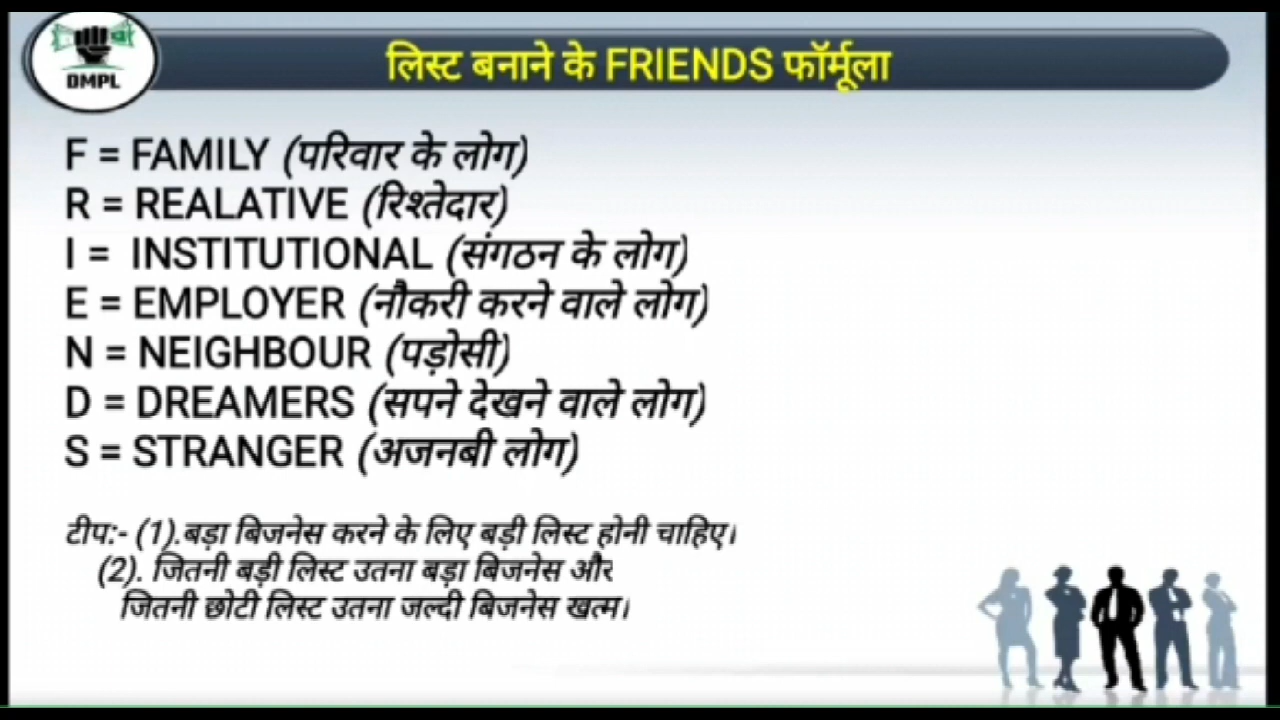 DMPL
लिस्ट बनाने के FRIENDS फॉर्मूला
F = FAMILY (परिवार के लोग)
R = REALATIVE (रिश्तेदार)
I = INSTITUTIONAL (संगठन के लोग)
E = EMPLOYER (नौकरी करने वाले लोग)
N = NEIGHBOUR (पड़ोसी)
D = DREAMERS (सपने देखने वाले लोग)
S = STRANGER (अजनबी लोग)
टीप:- (1).बड़ा बिजनेस करने के लिए बड़ी लिस्ट होनी चाहिए।
(2). जितनी बड़ी लिस्ट उतना बड़ा बिजनेस और
जितनी छोटी लिस्ट उतना जल्दी बिजनेस खत्म।